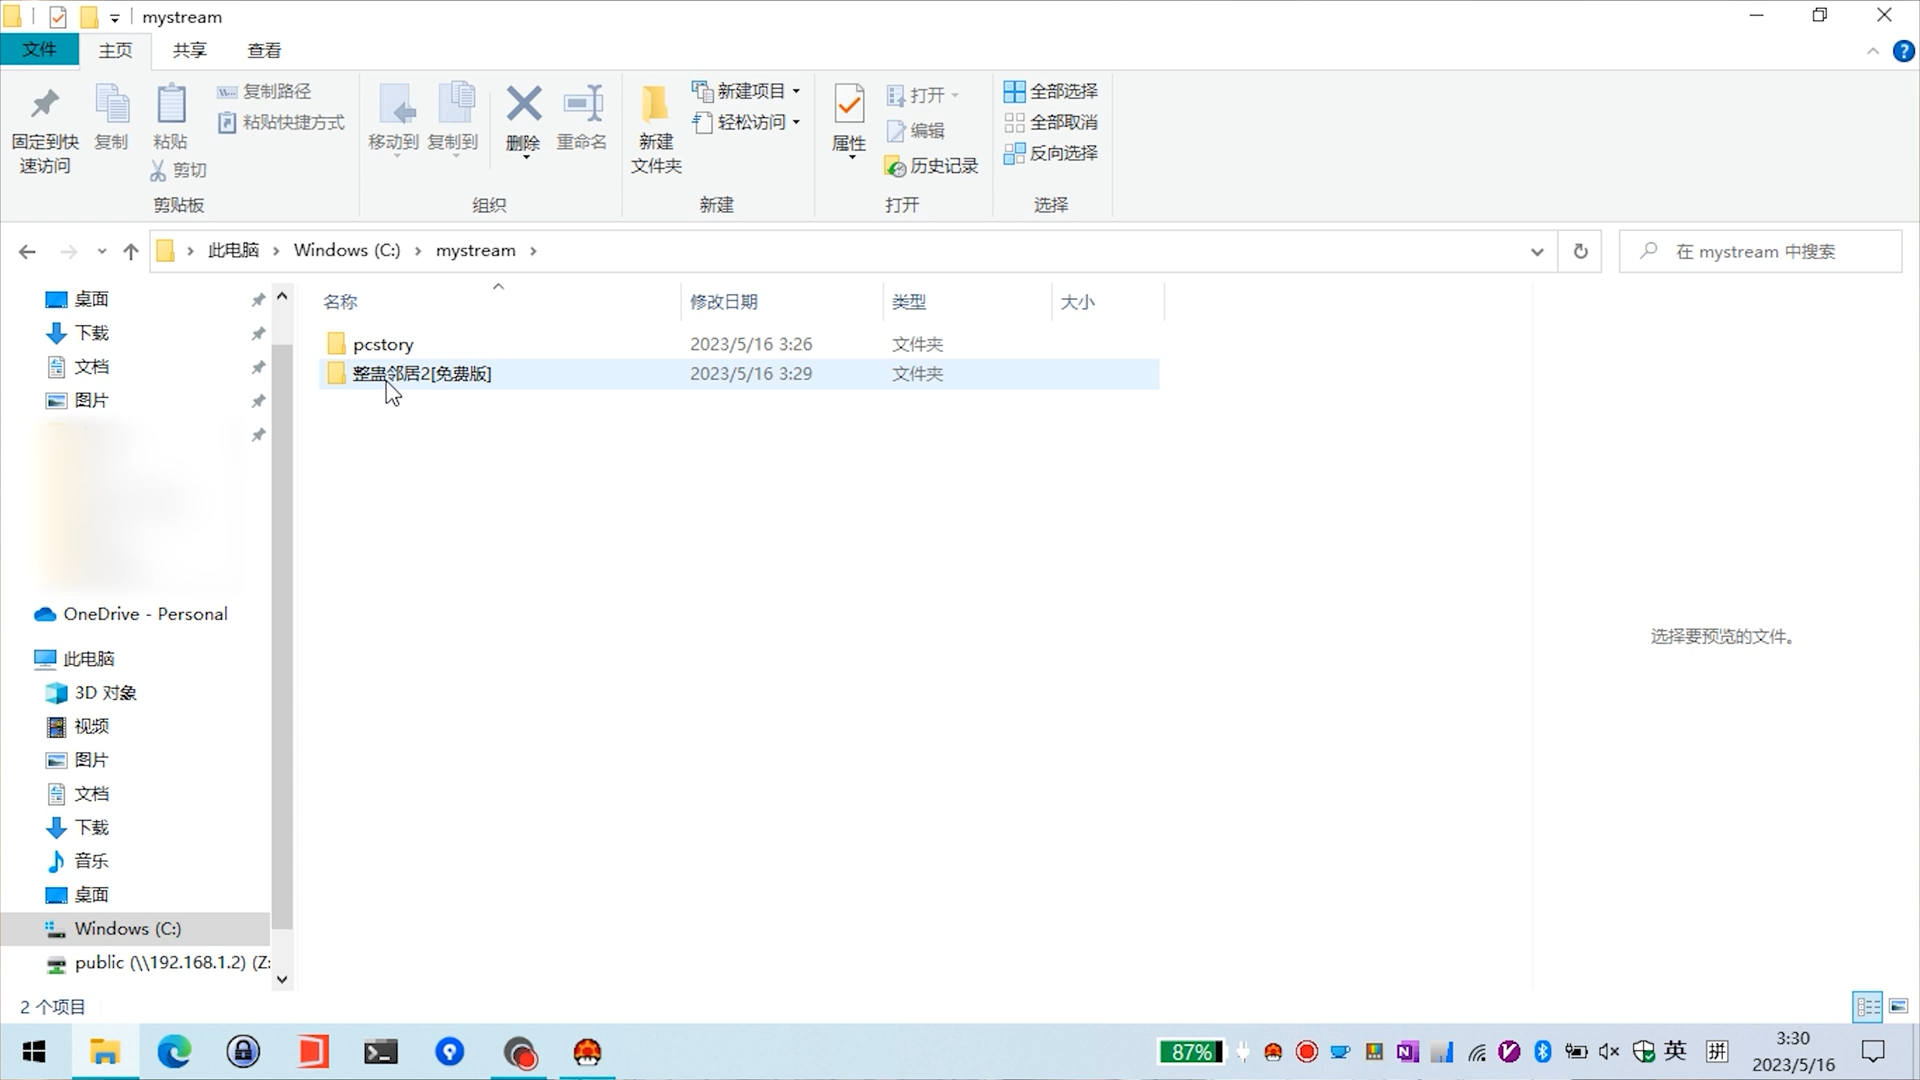 mystream
文件 主页 共享 查看
固定到快速访问
复制
粘贴
复制路径
粘贴快捷方式
剪切
剪贴板
移动到
复制到
删除
重命名
组织
新建文件夹
新建项目
轻松访问
新建
属性
打开
编辑
历史记录
打开
全部选择
全部取消
反向选择
选择
此电脑 Windows (C:) mystream
在 mystream 中搜索
桌面
下载
文档
图片
OneDrive - Personal
此电脑
3D 对象
视频
图片
文档
下载
音乐
桌面
Windows (C:)
public (\\192.168.1.2) (Z:
名称 修改日期 类型 大小
pcstory 2023/5/16 3:26 文件夹
整蛊邻居2[免费版] 2023/5/16 3:29 文件夹
选择要预览的文件。
2 个项目
87%
英
拼
3:30
2023/5/16